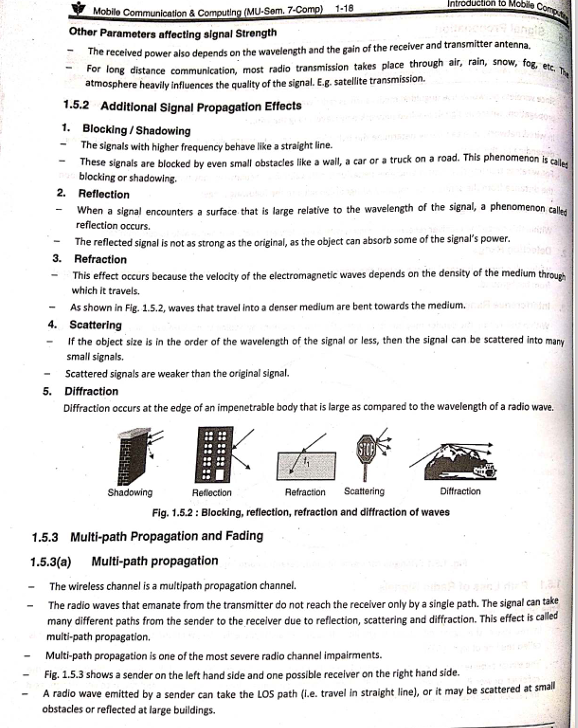 Mobile Communication & Computing (MU-Sem. 7-Comp) 1-18 Introduction to Mobile
Other Parameters affecting signal Strength
– The received power also depends on the wavelength and the gain of the receiver and transmitter antenna.
– For long distance communication, most radio transmission takes place through air, rain, snow, fog, etc. The
atmosphere heavily influences the quality of the signal. E.g. satellite transmission.
1.5.2 Additional Signal Propagation Effects
1. Blocking / Shadowing
– The signals with higher frequency behave like a straight line.
– These signals are blocked by even small obstacles like a wall, a car or a truck on a road. This phenomenon is called
blocking or shadowing.
2. Reflection
– When a signal encounters a surface that is large relative to the wavelength of the signal, a phenomenon called
reflection occurs.
– The reflected signal is not as strong as the original, as the object can absorb some of the signal's power.
3. Refraction
– This effect occurs because the velocity of the electromagnetic waves depends on the density of the medium through
which it travels.
– As shown in Fig. 1.5.2, waves that travel into a denser medium are bent towards the medium.
4. Scattering
– If the object size is in the order of the wavelength of the signal or less, then the signal can be scattered into many
small signals.
– Scattered signals are weaker than the original signal.
5. Diffraction
Diffraction occurs at the edge of an impenetrable body that is large as compared to the wavelength of a radio wave.
STOP
Shadowing Reflection Refraction Scattering Diffraction
Fig. 1.5.2 : Blocking, reflection, refraction and diffraction of waves
1.5.3 Multi-path Propagation and Fading
1.5.3(a) Multi-path propagation
– The wireless channel is a multipath propagation channel.
– The radio waves that emanate from the transmitter do not reach the receiver only by a single path. The signal can take
many different paths from the sender to the receiver due to reflection, scattering and diffraction. This effect is called
multi-path propagation.
– Multi-path propagation is one of the most severe radio channel impairments.
– Fig. 1.5.3 shows a sender on the left hand side and one possible receiver on the right hand side.
– A radio wave emitted by a sender can take the LOS path (i.e. travel in straight line), or it may be scattered at small
obstacles or reflected at large buildings.